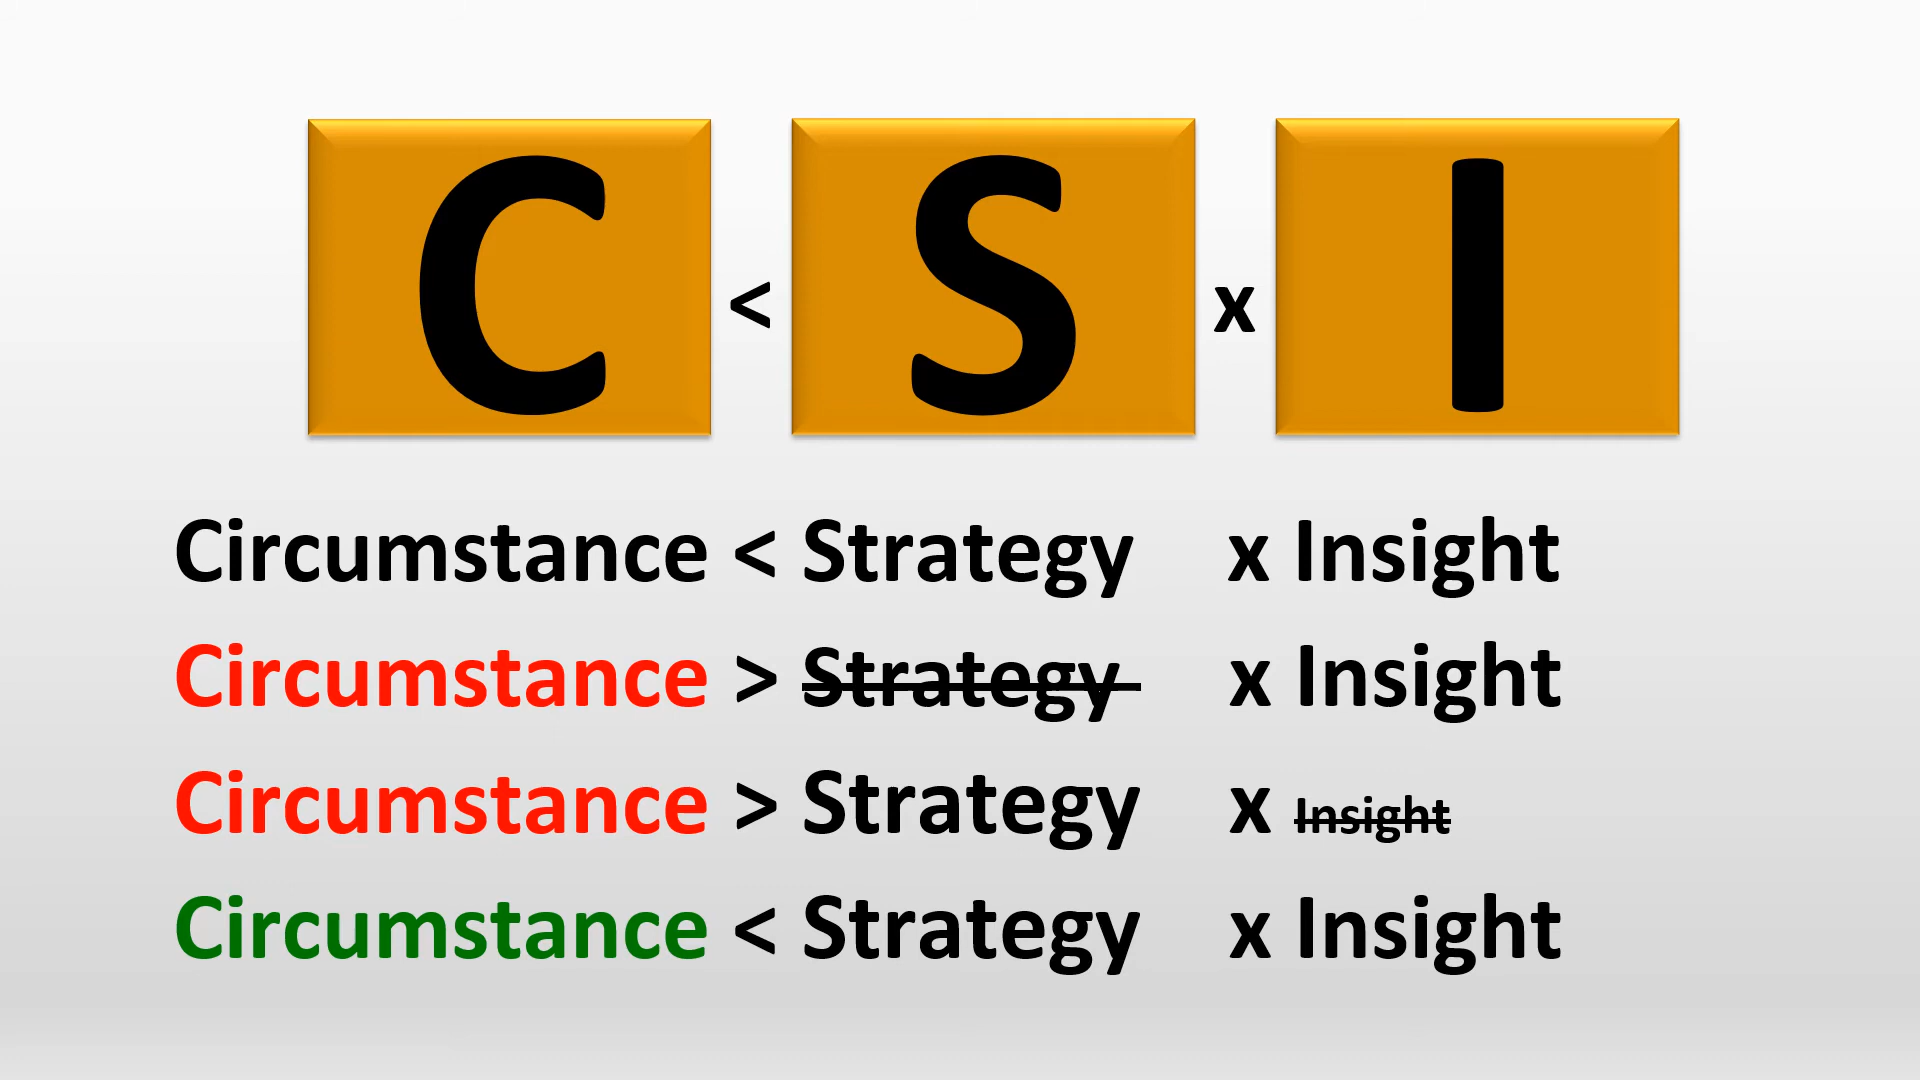 C < S x I
Circumstance < Strategy x Insight
Circumstance > Strategy x Insight
Circumstance > Strategy x Insight
Circumstance < Strategy x Insight